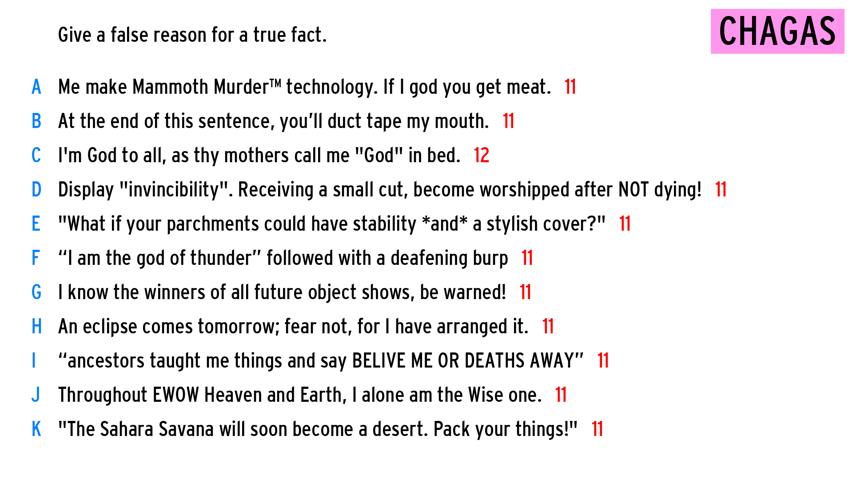 Give a false reason for a true fact.
CHAGAS
A Me make Mammoth Murder™ technology. If I god you get meat. 11
B At the end of this sentence, you'll duct tape my mouth. 11
C I'm God to all, as thy mothers call me "God" in bed. 12
D Display "invincibility". Receiving a small cut, become worshipped after NOT dying! 11
E "What if your parchments could have stability *and* a stylish cover?" 11
F “I am the god of thunder” followed with a deafening burp 11
G I know the winners of all future object shows, be warned! 11
H An eclipse comes tomorrow; fear not, for I have arranged it. 11
I “ancestors taught me things and say BELIVE ME OR DEATHS AWAY” 11
J Throughout EWOW Heaven and Earth, I alone am the Wise one. 11
K "The Sahara Savana will soon become a desert. Pack your things!" 11